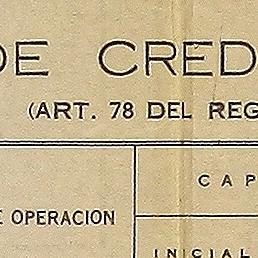 DE CRED
(ART. 78 DEL REG
CAP
E OPERACION
INICIAL